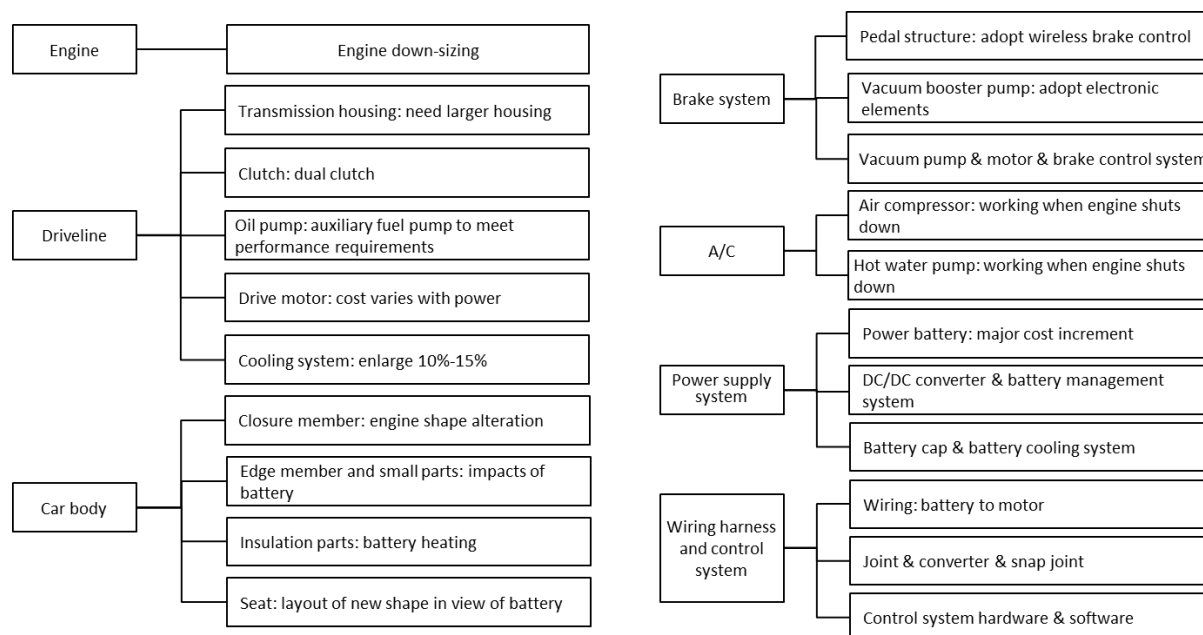 Engine
Engine down-sizing
Driveline
Transmission housing: need larger housing
Clutch: dual clutch
Oil pump: auxiliary fuel pump to meet
performance requirements
Drive motor: cost varies with power
Cooling system: enlarge 10%-15%
Car body
Closure member: engine shape alteration
Edge member and small parts: impacts of
battery
Insulation parts: battery heating
Seat: layout of new shape in view of battery
Brake system
Pedal structure: adopt wireless brake control
Vacuum booster pump: adopt electronic
elements
Vacuum pump & motor & brake control system
A/C
Air compressor: working when engine shuts
down
Hot water pump: working when engine shuts
down
Power supply
system
Power battery: major cost increment
DC/DC converter & battery management
system
Battery cap & battery cooling system
Wiring harness
and control
system
Wiring: battery to motor
Joint & converter & snap joint
Control system hardware & software